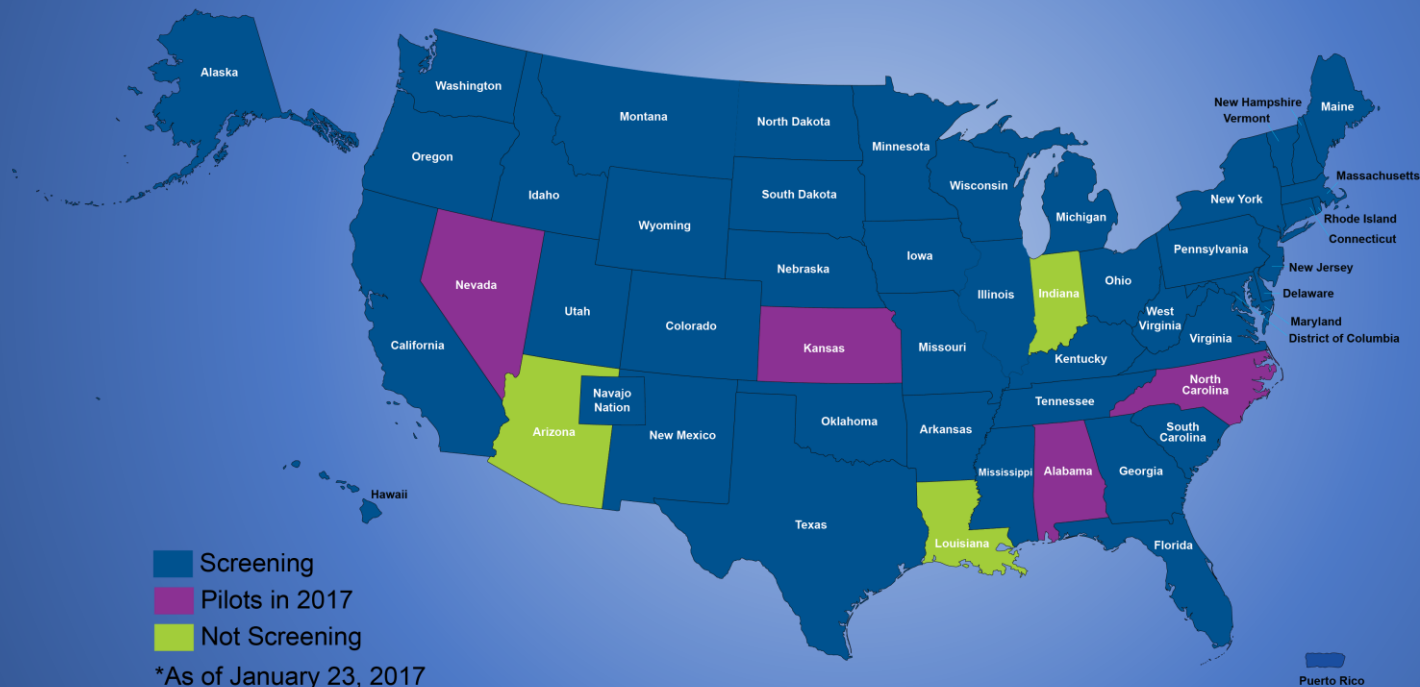 Alaska
Washington
Montana
North Dakota
Minnesota
New Hampshire
Vermont
Maine
Oregon
Idaho
Wyoming
South Dakota
Wisconsin
Michigan
New York
Massachusetts
Rhode Island
Connecticut
Pennsylvania
New Jersey
Delaware
Maryland
District of Columbia
Nevada
Utah
Colorado
Nebraska
Iowa
Illinois
Indiana
Ohio
West
Virginia
Virginia
California
Kansas
Missouri
Kentucky
North
Carolina
Navajo
Nation
Arizona
New Mexico
Oklahoma
Arkansas
Tennessee
South
Carolina
Mississippi
Alabama
Georgia
Hawaii
Texas
Louisiana
Florida
Screening
Pilots in 2017
Not Screening
*As of January 23, 2017
Puerto Rico